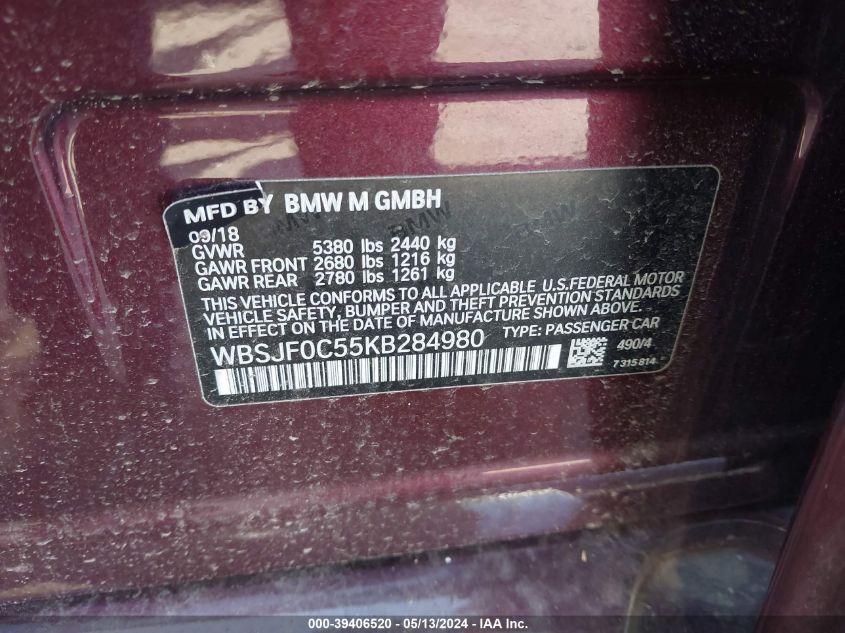 MFD BY BMW M GMBH
09/18
GVWR 5380 lbs 2440 kg
GAWR FRONT 2680 lbs 1216 kg
GAWR REAR 2780 lbs 1261 kg
THIS VEHICLE CONFORMS TO ALL APPLICABLE U.S.FEDERAL MOTOR
VEHICLE SAFETY, BUMPER AND THEFT PREVENTION STANDARDS
IN EFFECT ON THE DATE OF MANUFACTURE SHOWN ABOVE.
WBSJF0C55KB284980 TYPE: PASSENGER CAR
490/4
7315814
BMW BMW BMW
000-39406520 - 05/13/2024 - IAA Inc.